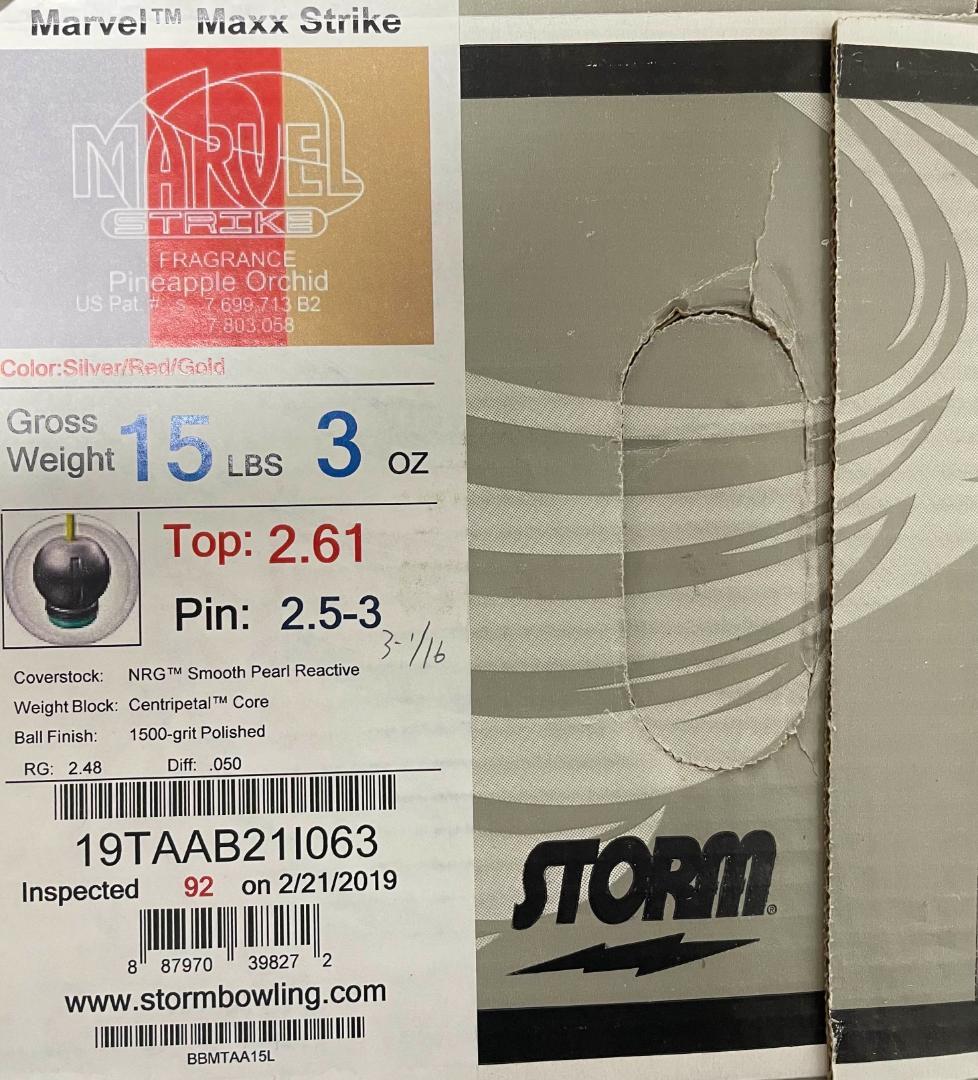 Marvel™ Maxx Strike
MARVEL
STRIKE
FRAGRANCE
Pineapple Orchid
US Pat. # s 7,699,713 B2
7,803,058
Color:Silver/Red/Gold
Gross
Weight 15 LBS 3 OZ
Top: 2.61
Pin: 2.5-3
3-1/16
Coverstock: NRG™ Smooth Pearl Reactive
Weight Block: Centripetal™ Core
Ball Finish: 1500-grit Polished
RG: 2.48 Diff: .050
19TAAB21I063
Inspected 92 on 2/21/2019
8 87970 39827 2
www.stormbowling.com
BBMTAA15L
STORM®